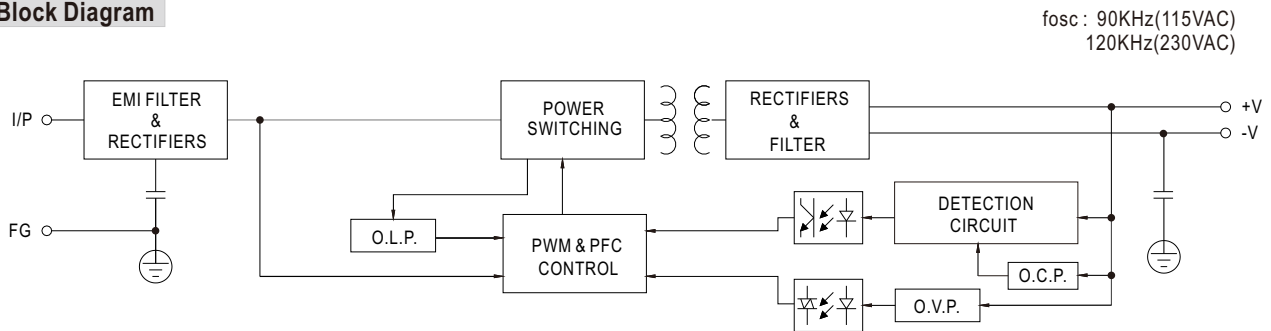 Block Diagram
fosc : 90KHz(115VAC)
120KHz(230VAC)
I/P
EMI FILTER
&
RECTIFIERS
POWER
SWITCHING
RECTIFIERS
&
FILTER
+V
-V
FG
O.L.P.
PWM & PFC
CONTROL
DETECTION
CIRCUIT
O.C.P.
O.V.P.